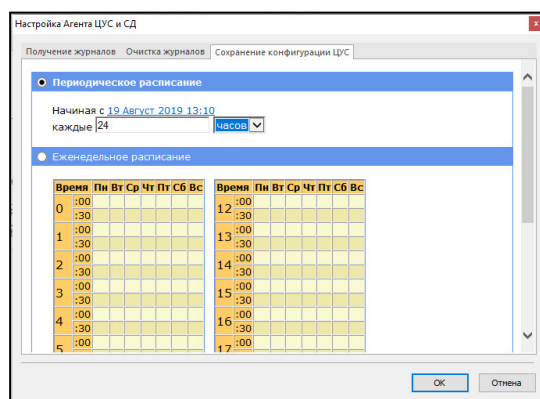 Настройка Агента ЦУС и СД
x
Получение журналов Очистка журналов Сохранение конфигурации ЦУС
Периодическое расписание
Начиная с 19 Август 2019 13:10
каждые 24 часов
Еженедельное расписание
Время Пн Вт Ср Чт Пт Сб Вс Время Пн Вт Ср Чт Пт Сб Вс
0 :00 12 :00
:30 :30
1 :00 13 :00
:30 :30
2 :00 14 :00
:30 :30
3 :00 15 :00
:30 :30
4 :00 16 :00
:30 :30
5 :00 17 :00
OK Отмена